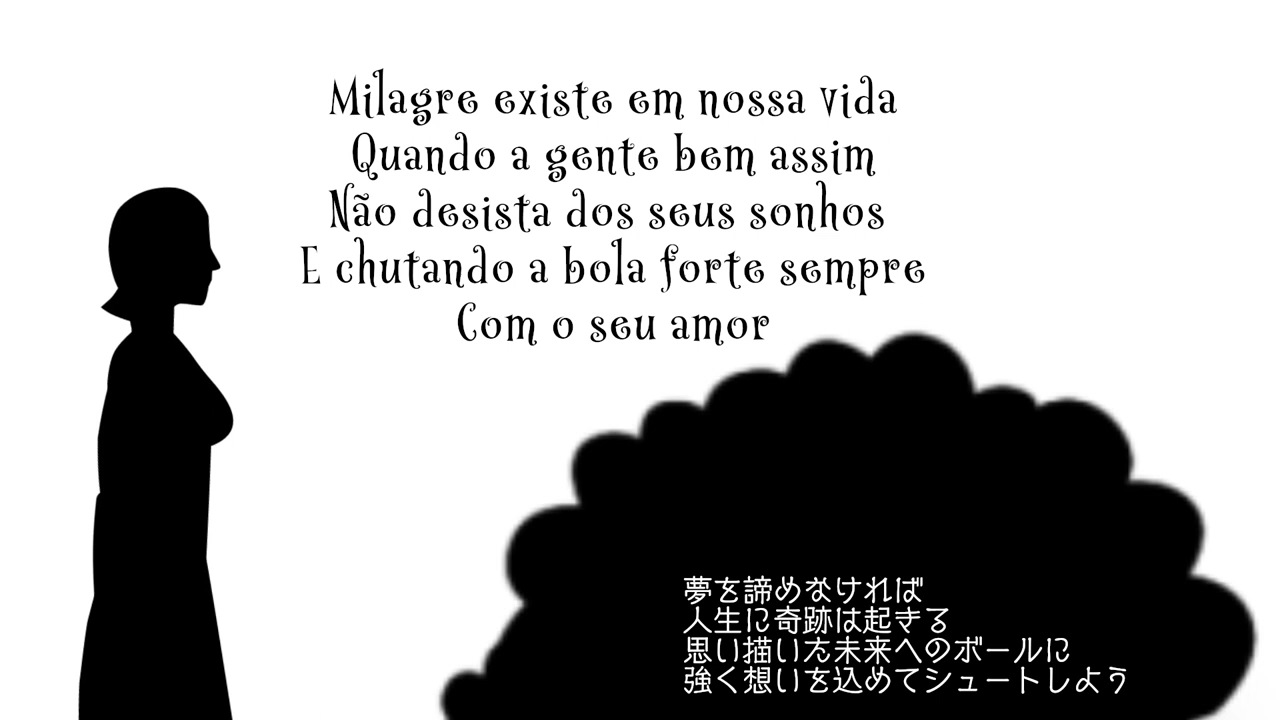 Milagre existe em nossa vida
Quando a gente bem assim
Não desista dos seus sonhos
E chutando a bola forte sempre
Com o seu amor
夢を諦めなければ
人生に奇跡は起きる
思い描いた未来へのボールに
強く想いを込めてシュートしよう